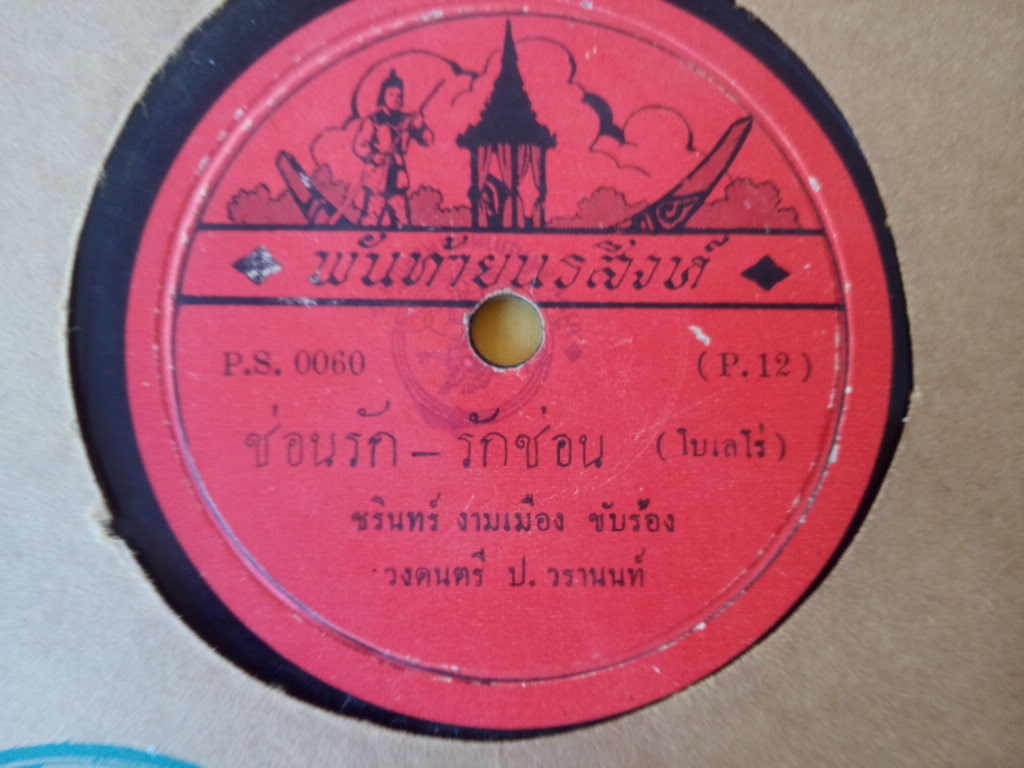 พันท้ายนรสิงห์
P.S. 0060 (P.12)
ซ่อนรัก - รักซ่อน (โบเลโร่)
ชรินทร์ งามเมือง ขับร้อง
วงดนตรี ป. วรานนท์